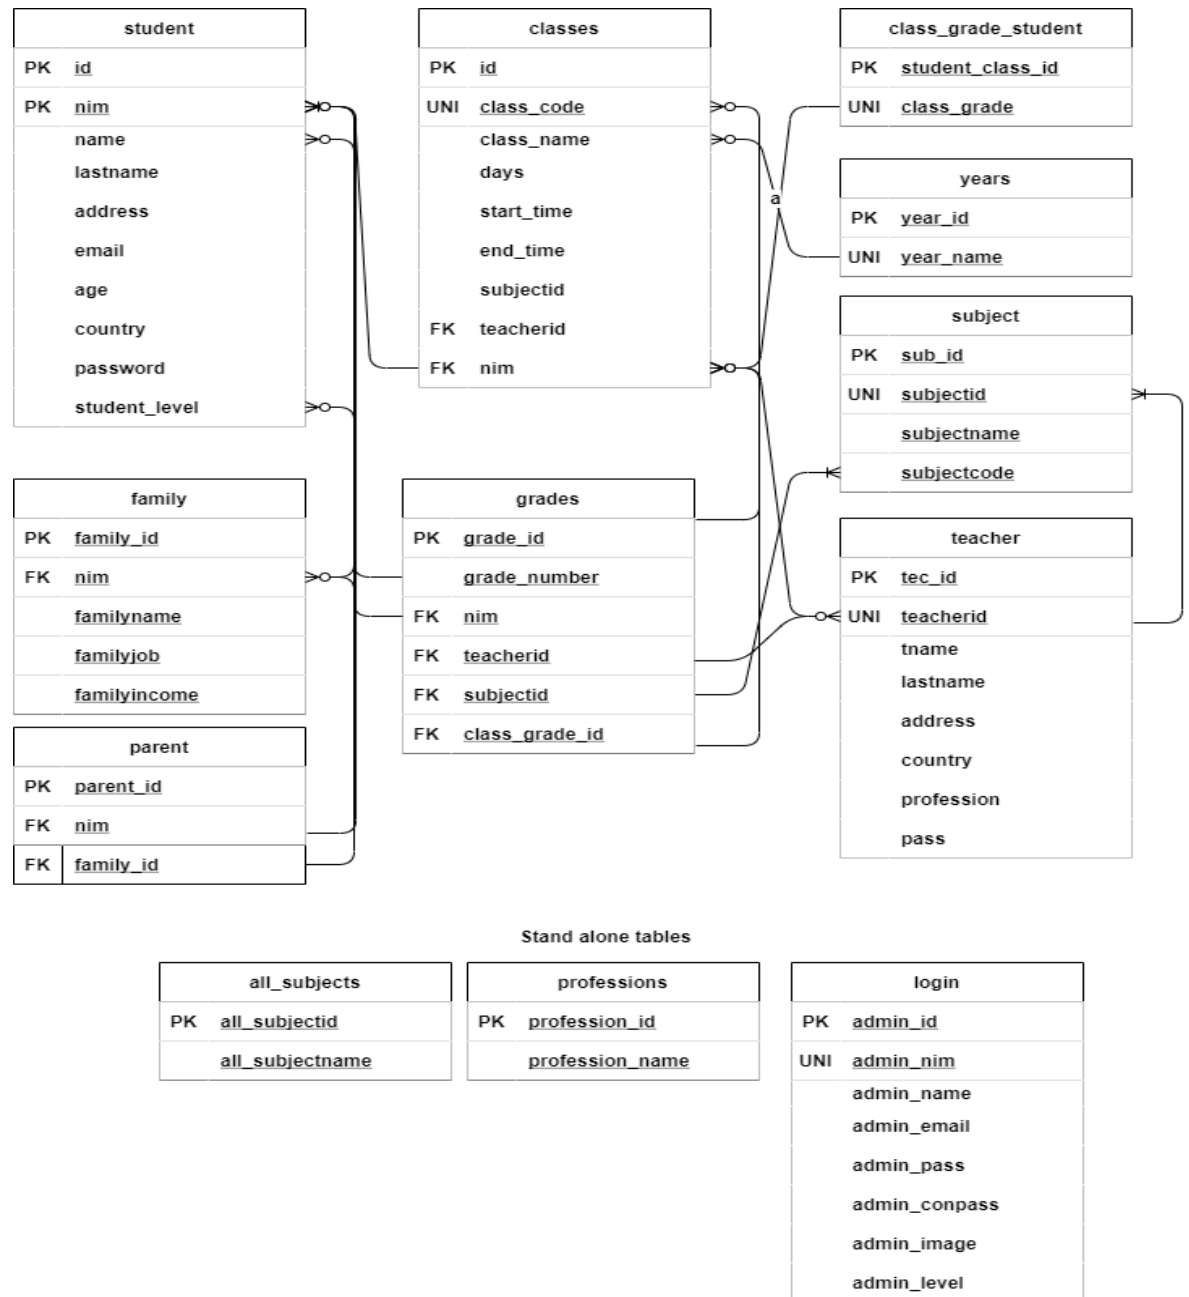 student
PK id
PK nim
name
lastname
address
email
age
country
password
student_level
classes
PK id
UNI class_code
class_name
days
start_time
end_time
subjectid
FK teacherid
FK nim
class_grade_student
PK student_class_id
UNI class_grade
a
years
PK year_id
UNI year_name
subject
PK sub_id
UNI subjectid
subjectname
subjectcode
family
PK family_id
FK nim
familyname
familyjob
familyincome
grades
PK grade_id
grade_number
FK nim
FK teacherid
FK subjectid
FK class_grade_id
teacher
PK tec_id
UNI teacherid
tname
lastname
address
country
profession
pass
parent
PK parent_id
FK nim
FK family_id
Stand alone tables
all_subjects
PK all_subjectid
all_subjectname
professions
PK profession_id
profession_name
login
PK admin_id
UNI admin_nim
admin_name
admin_email
admin_pass
admin_conpass
admin_image
admin_level